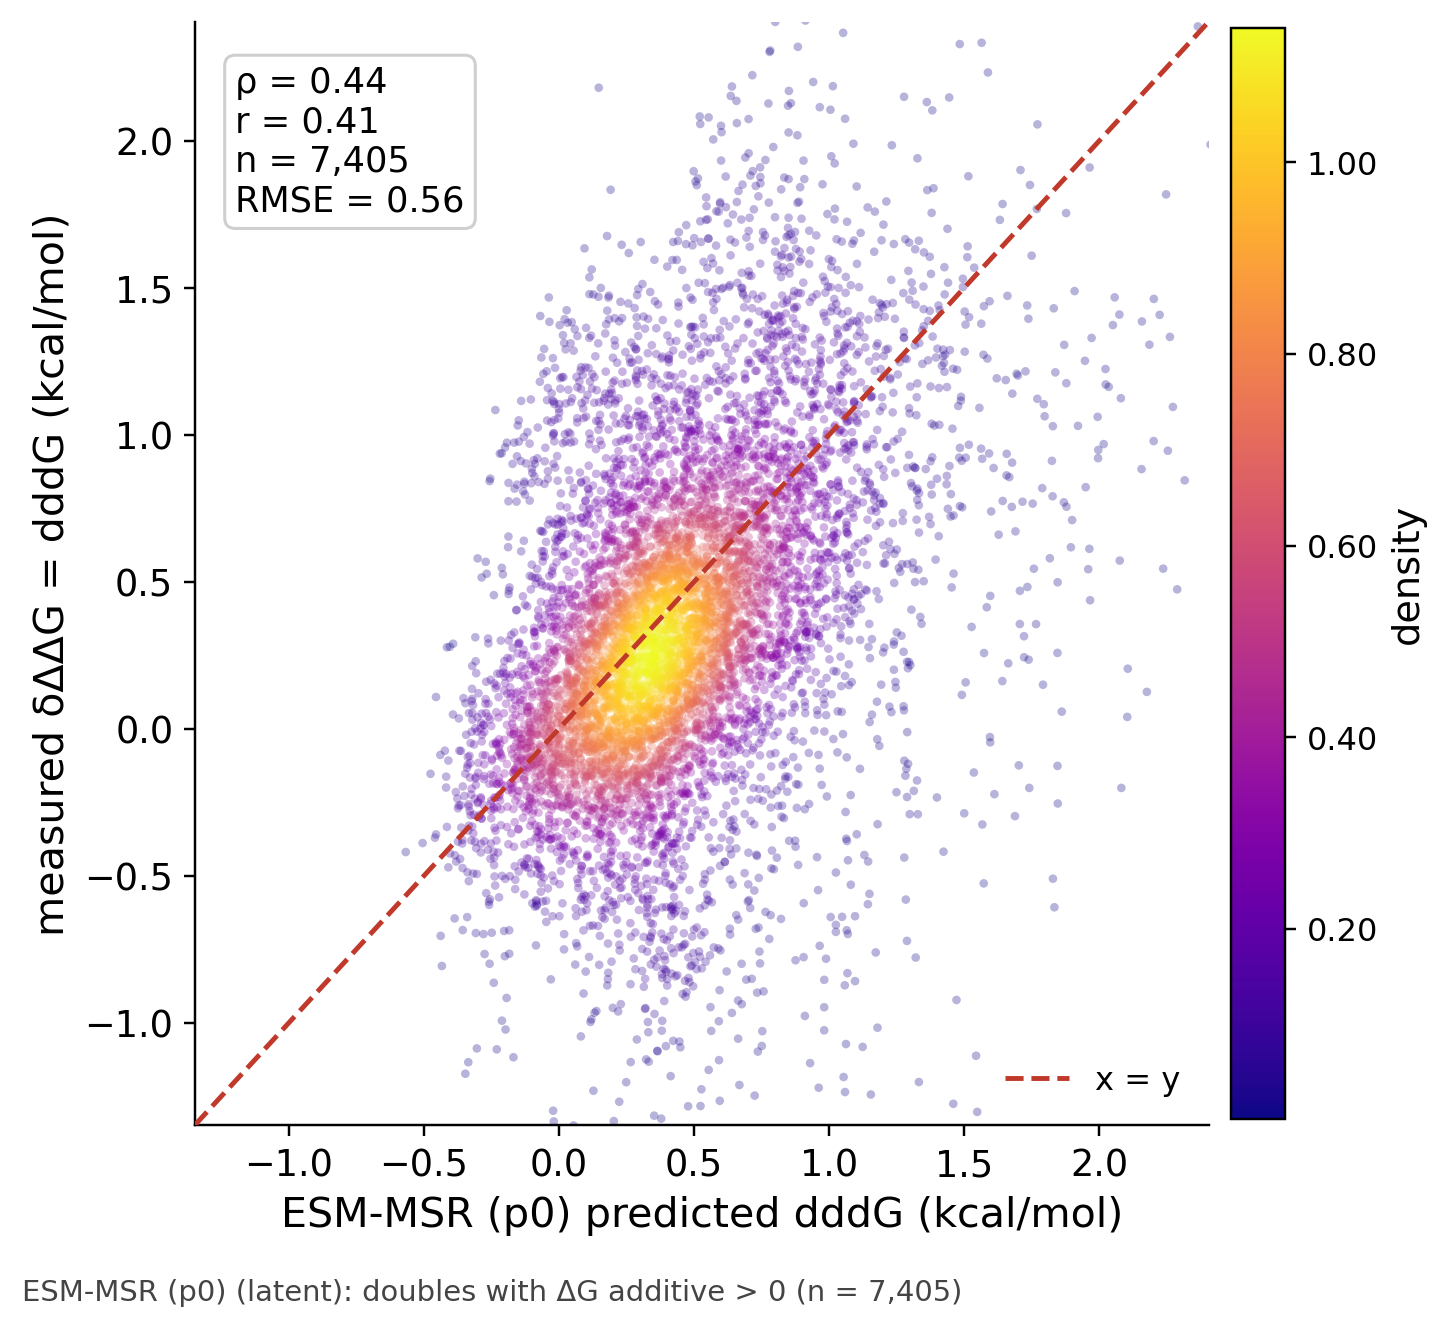 ρ = 0.44
r = 0.41
n = 7,405
RMSE = 0.56
2.0
1.5
1.0
0.5
0.0
−0.5
−1.0
measured δΔΔG = dddG (kcal/mol)
−1.0
−0.5
0.0
0.5
1.0
1.5
2.0
ESM-MSR (p0) predicted dddG (kcal/mol)
x = y
1.00
0.80
0.60
0.40
0.20
density
ESM-MSR (p0) (latent): doubles with ΔG additive > 0 (n = 7,405)